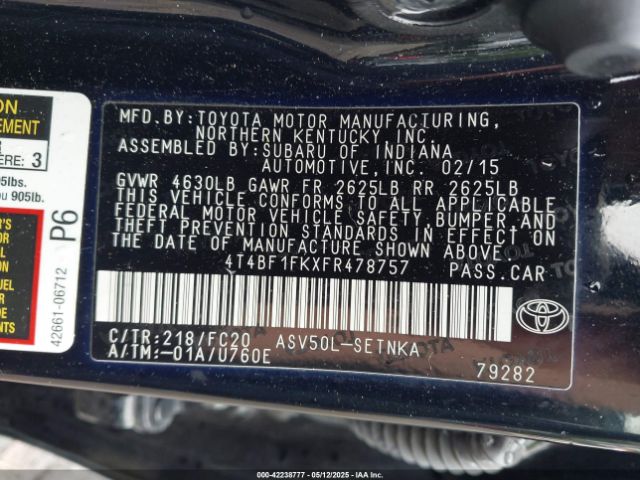 ON
EMENT
ERE: 3
5lbs.
u 905lb.
P6
42661-06712
MFD.BY:TOYOTA MOTOR MANUFACTURING,
NORTHERN KENTUCKY INC.
ASSEMBLED BY:SUBARU OF INDIANA
AUTOMOTIVE,INC. 02/15
GVWR 4630LB GAWR FR 2625LB RR 2625LB
THIS VEHICLE CONFORMS TO ALL APPLICABLE
FEDERAL MOTOR VEHICLE SAFETY, BUMPER AND
THEFT PREVENTION STANDARDS IN EFFECT ON
THE DATE OF MANUFACTURE SHOWN ABOVE.
4T4BF1FKXFR478757 PASS.CAR
C/TR:218/FC20 ASV50L-SETNKA
A/TM:-01A/U760E
TOYOTA
79282
000-42238777 - 05/12/2025 - IAAHOLDINGS.COM